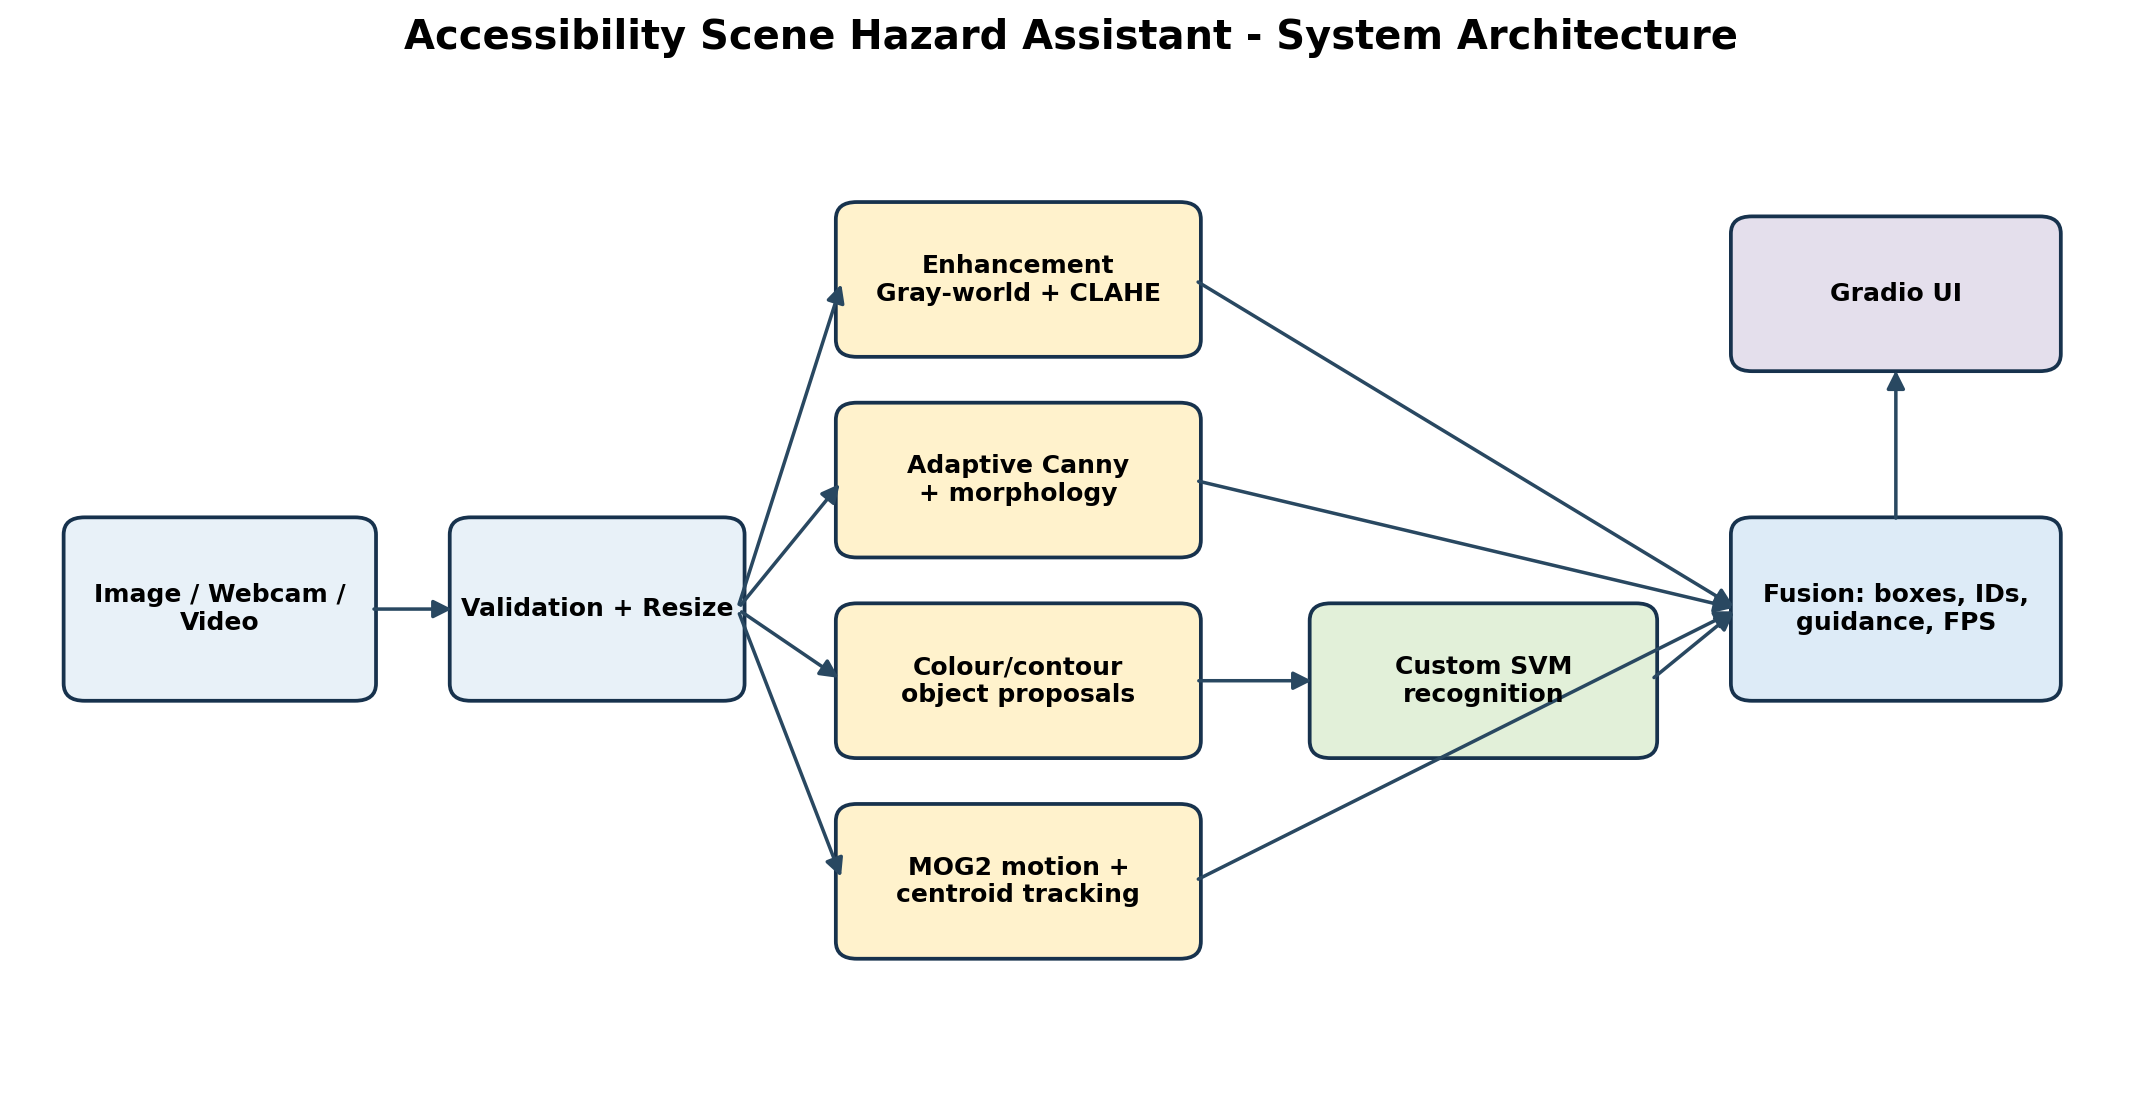 Accessibility Scene Hazard Assistant - System Architecture
Image / Webcam /
Video
Validation + Resize
Enhancement
Gray-world + CLAHE
Adaptive Canny
+ morphology
Colour/contour
object proposals
MOG2 motion +
centroid tracking
Custom SVM
recognition
Fusion: boxes, IDs,
guidance, FPS
Gradio UI